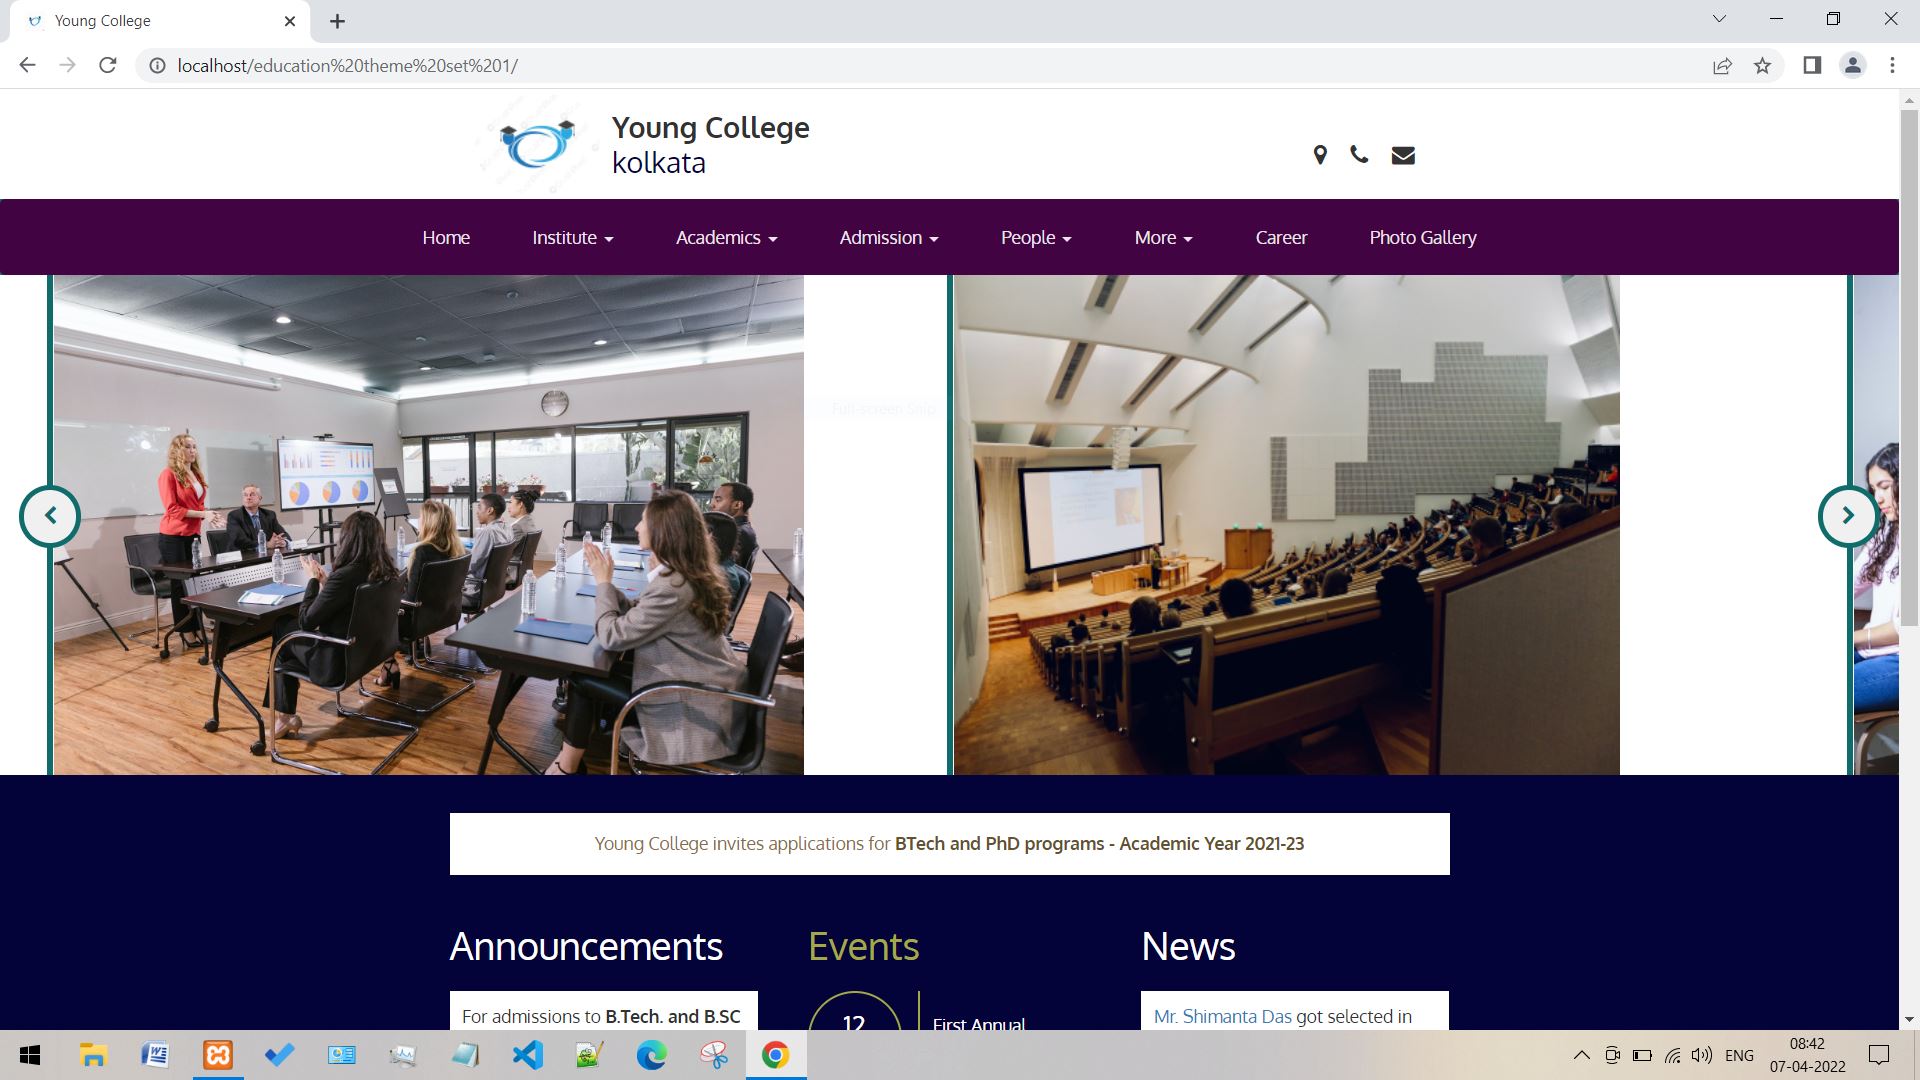 Young College
localhost/education%20theme%20set%201/
Young College
kolkata
Home Institute Academics Admission People More Career Photo Gallery
Full-screen Snip
Young College invites applications for BTech and PhD programs - Academic Year 2021-23
Announcements
Events
News
For admissions to B.Tech. and B.SC
12
First Annual
Mr. Shimanta Das got selected in
ENG
08:42
07-04-2022